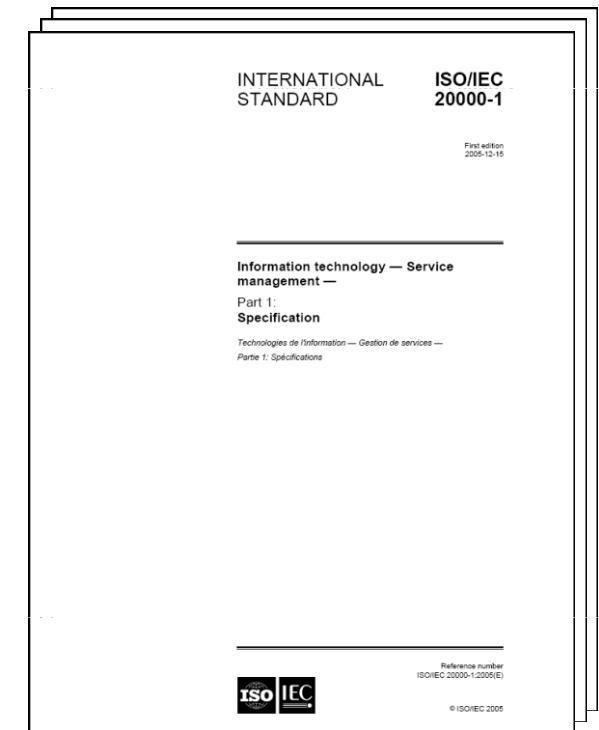 INTERNATIONAL STANDARD
ISO/IEC 20000-1
First edition
2005-12-15
Information technology — Service
management —
Part 1:
Specification
Technologies de l'information — Gestion de services —
Partie 1: Spécifications
Reference number
ISO/IEC 20000-1:2005(E)
ISO IEC
© ISO/IEC 2005